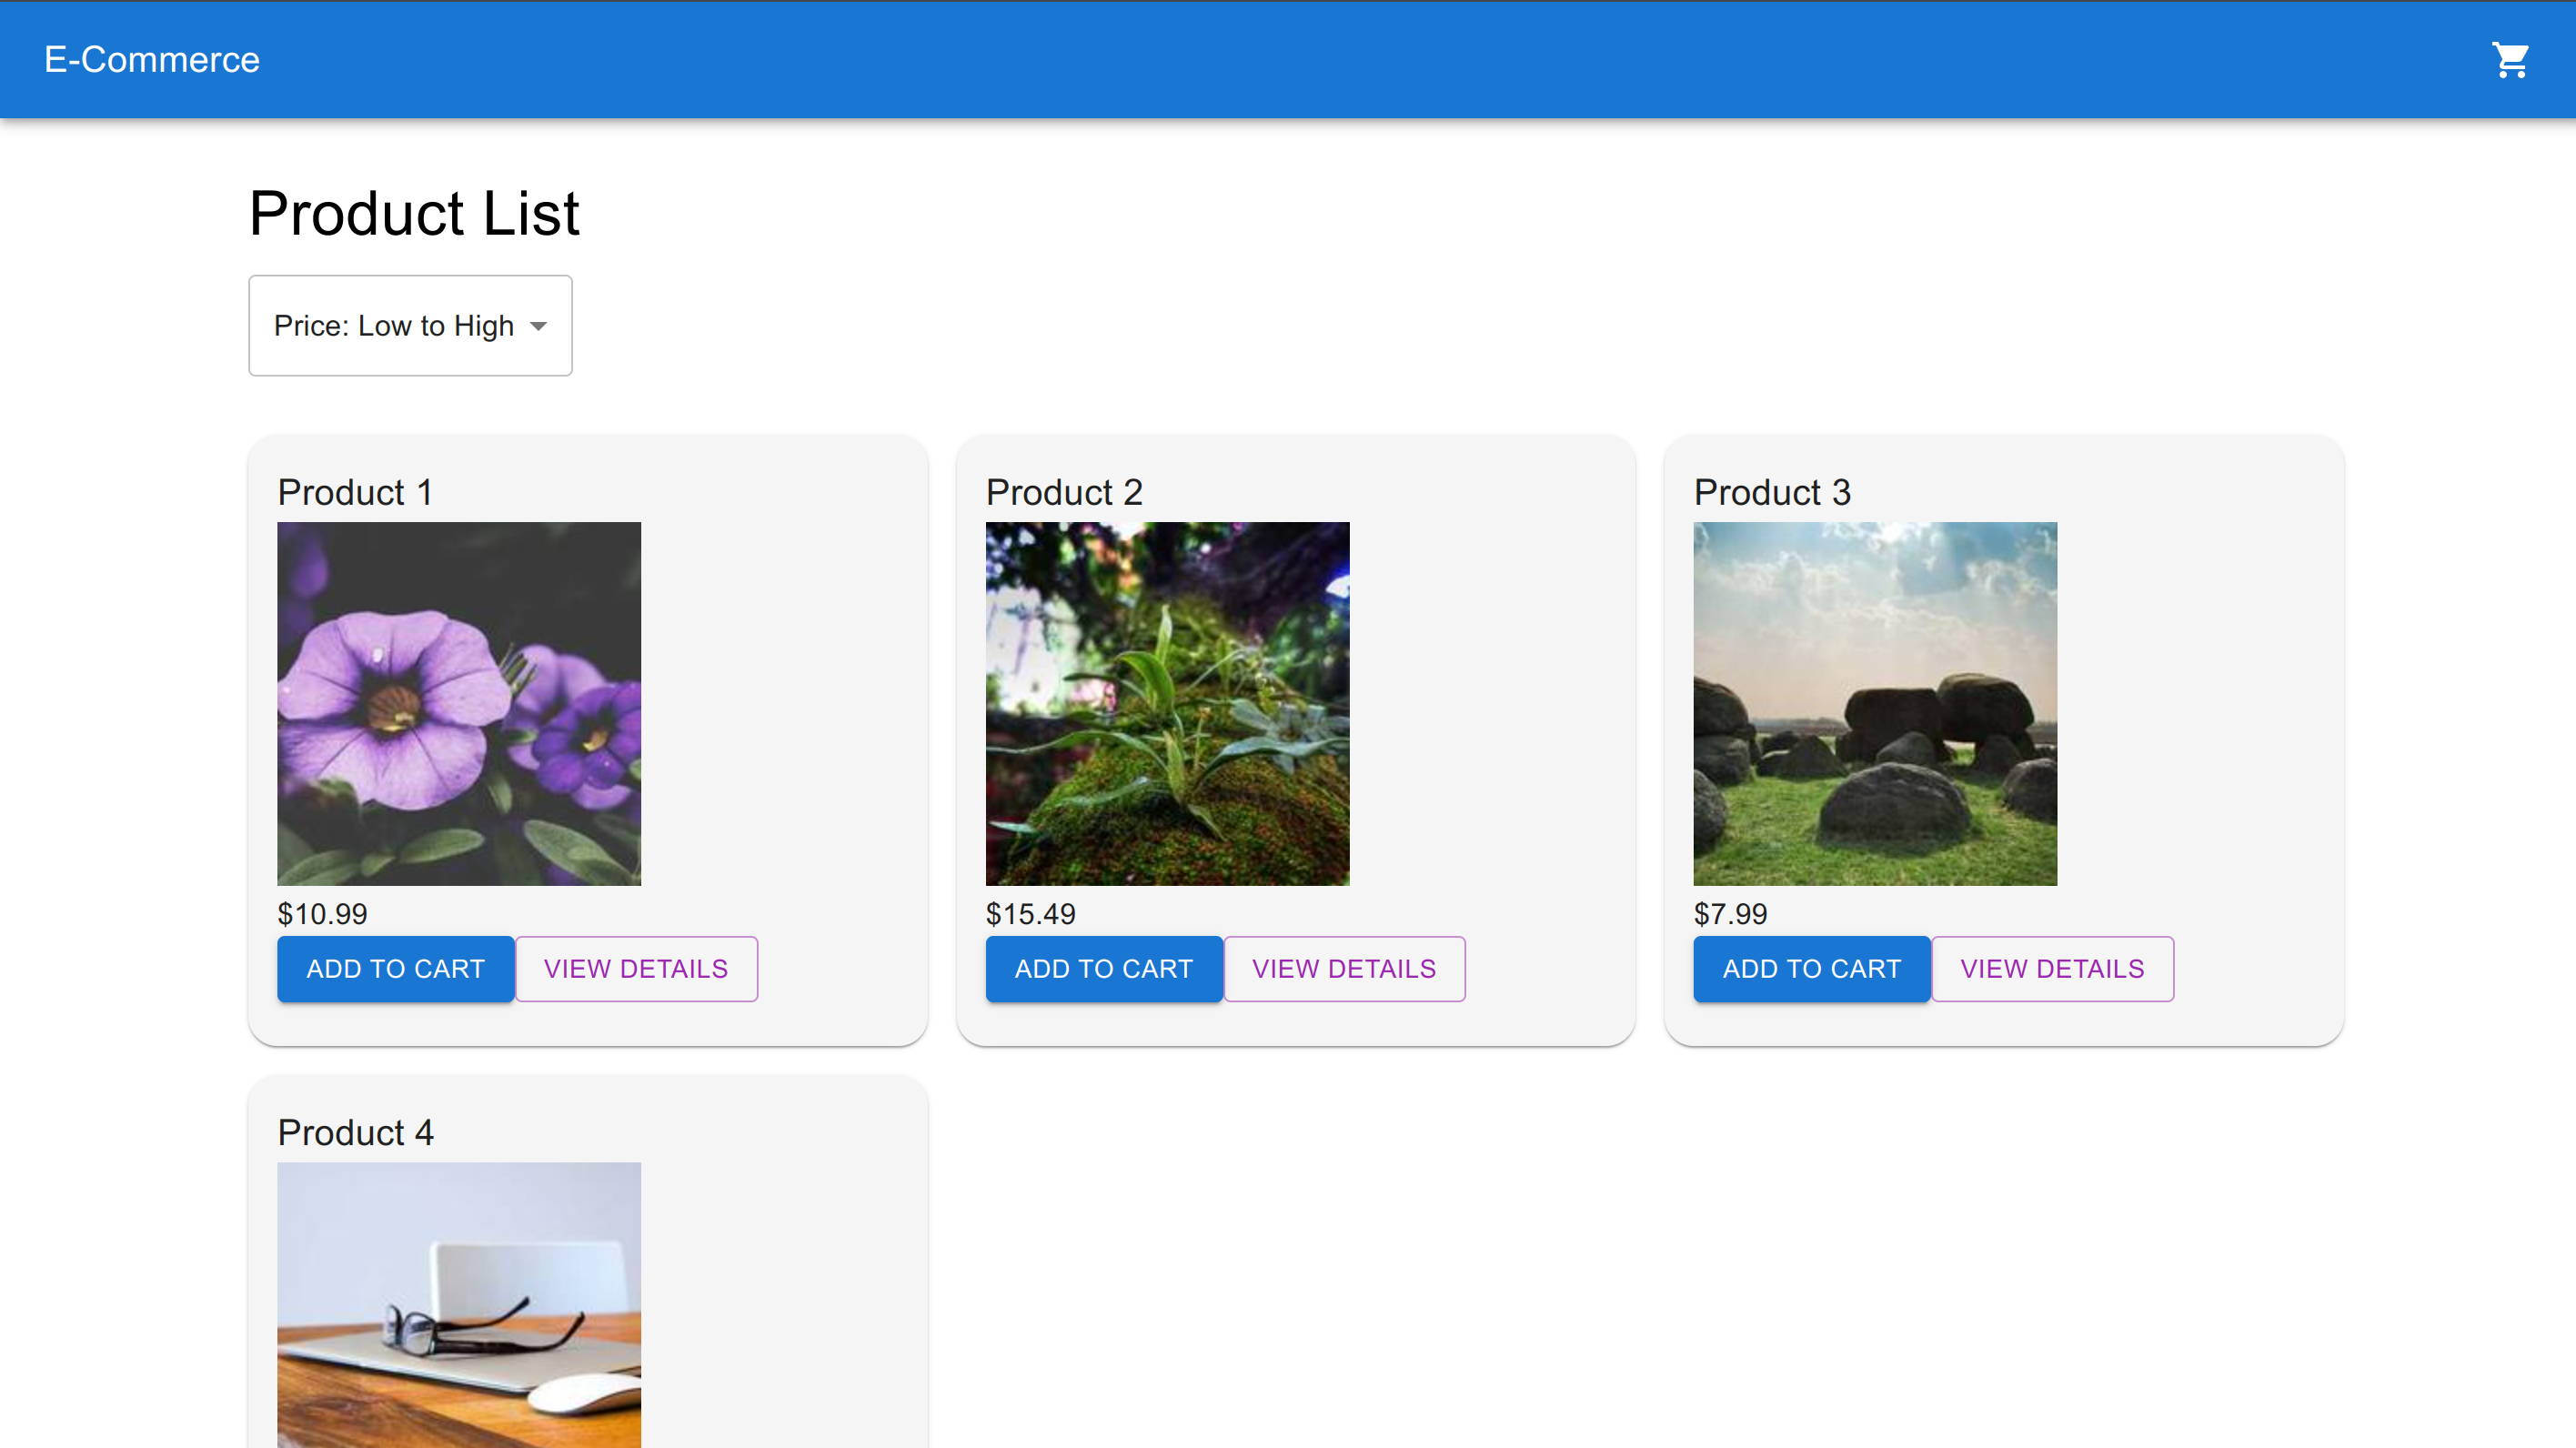 E-Commerce
Product List
Price: Low to High
Product 1
$10.99
ADD TO CART
VIEW DETAILS
Product 2
$15.49
ADD TO CART
VIEW DETAILS
Product 3
$7.99
ADD TO CART
VIEW DETAILS
Product 4